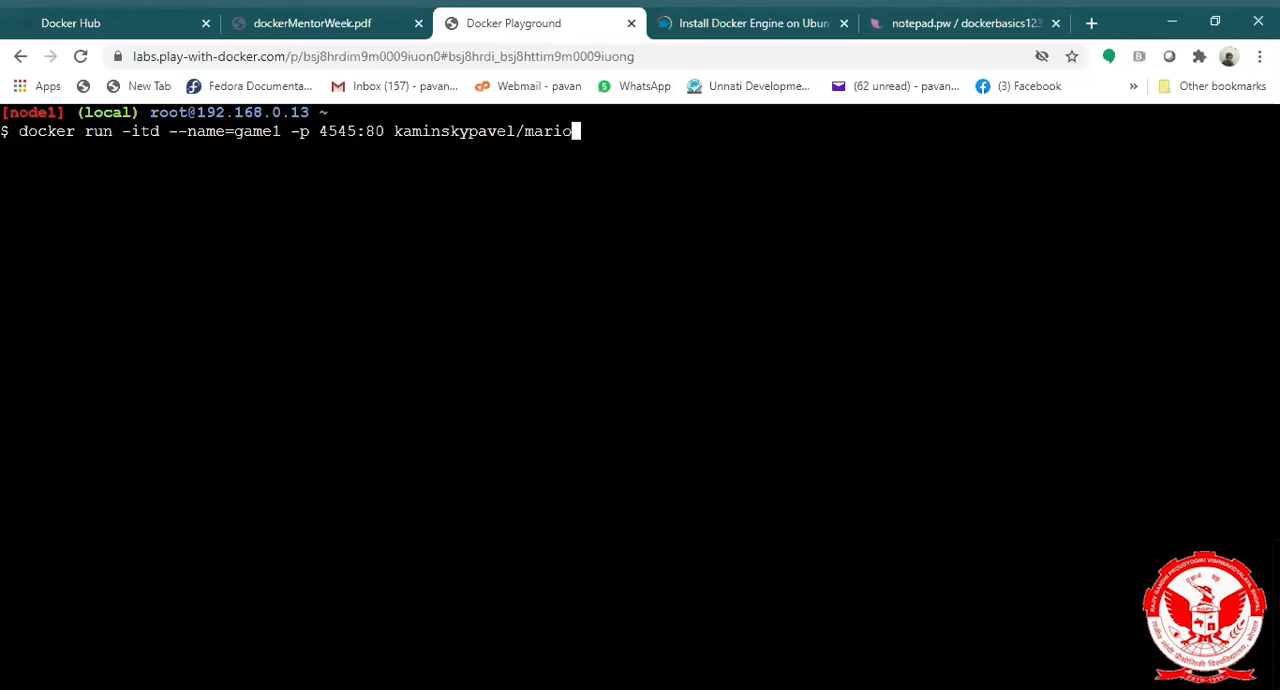 Docker Hub
dockerMentorWeek.pdf
Docker Playground
Install Docker Engine on Ubun
notepad.pw / dockerbasics123
labs.play-with-docker.com/p/bsj8hrdim9m0009iuon0#bsj8hrdi_bsj8httim9m0009iuong
Apps
New Tab
Fedora Documenta...
Inbox (157) - pavan...
Webmail - pavan
WhatsApp
Unnati Developme...
(62 unread) - pavan...
(3) Facebook
Other bookmarks
[node1] (local) root@192.168.0.13 ~
$ docker run -itd --name=game1 -p 4545:80 kaminskypavel/mario